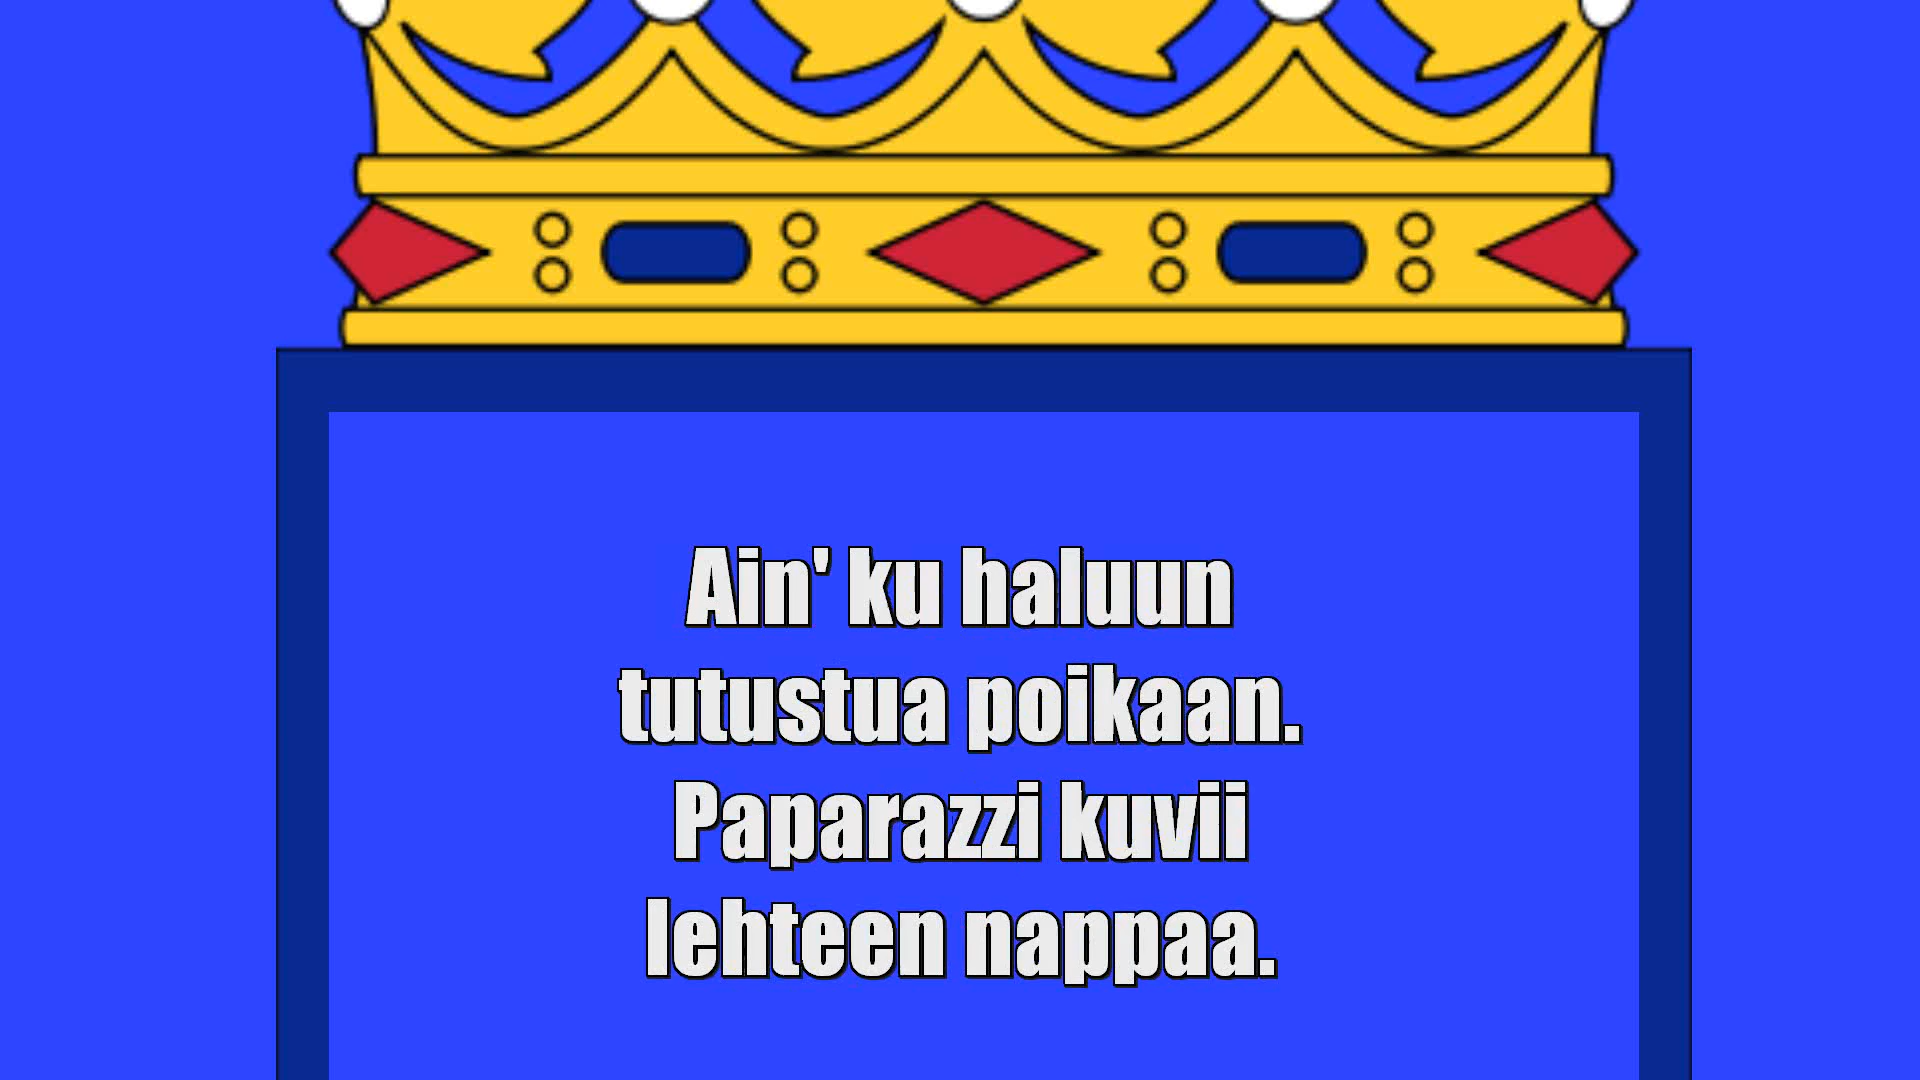 Ain' ku haluun
tutustua poikaan.
Paparazzi kuvii
lehteen nappaa.